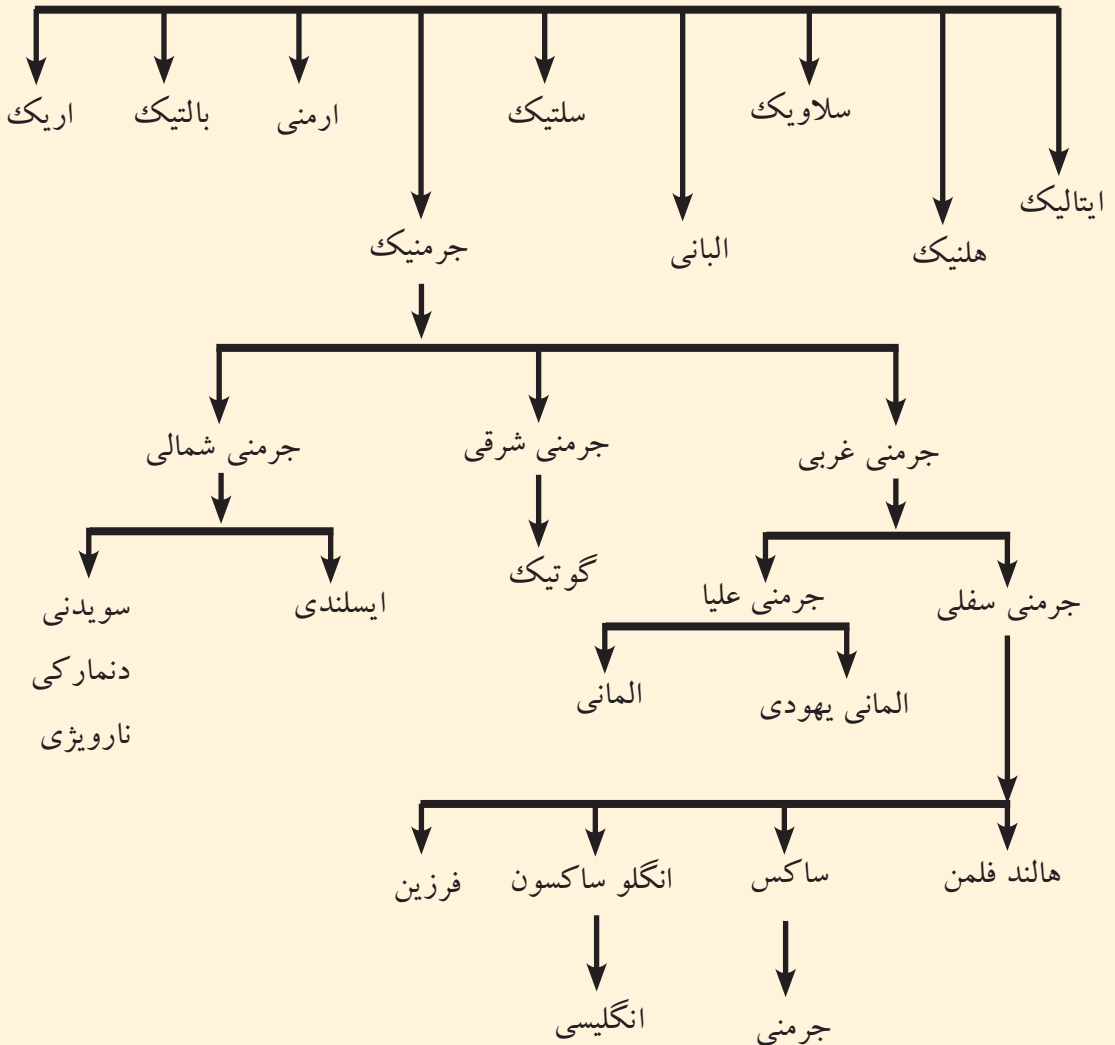 ایتالیک
هلنیک
سلاویک
البانی
سلتیک
جرمنیک
ارمنی
بالتیک
اریک
جرمنی غربی
جرمنی شرقی
جرمنی شمالی
جرمنی سفلی
جرمنی علیا
گوتیک
ایسلندی
سویدنی
دنمارکی
نارویژی
المانی یهودی
المانی
هالند فلمن
ساکس
انگلو ساکسون
فرزین
جرمنی
انگلیسی